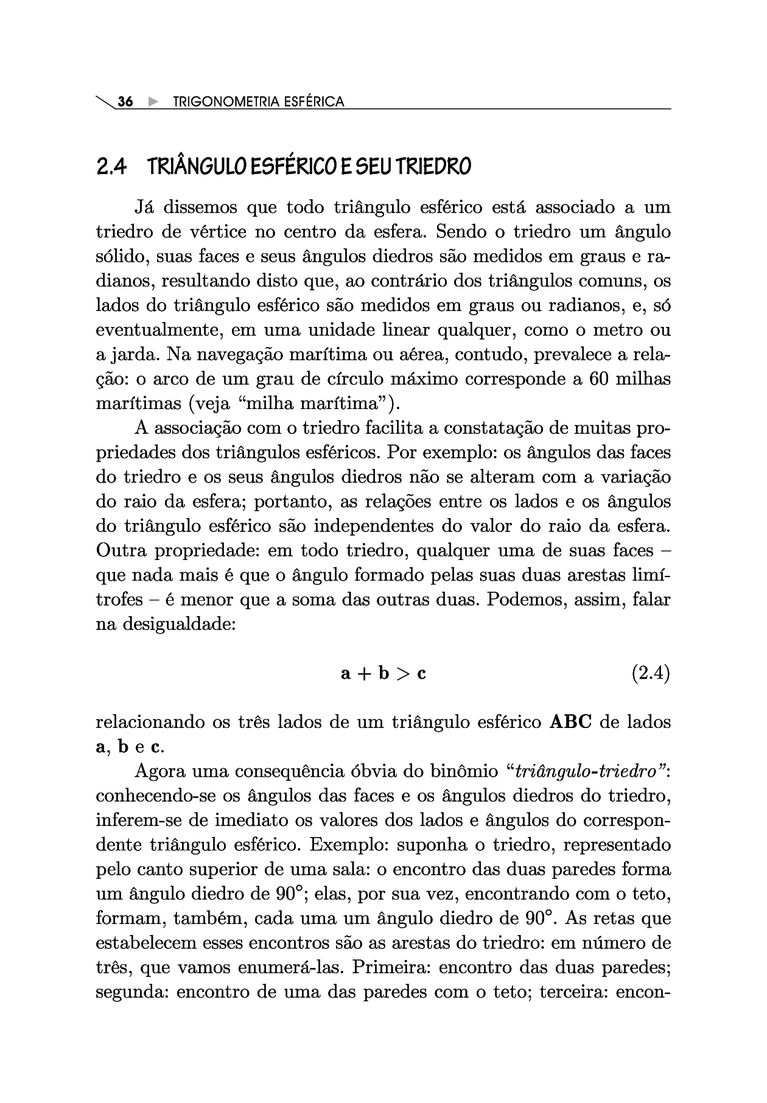 36 ► TRIGONOMETRIA ESFÉRICA
2.4 TRIÂNGULO ESFÉRICO E SEU TRIEDRO
Já dissemos que todo triângulo esférico está associado a um
triedro de vértice no centro da esfera. Sendo o triedro um ângulo
sólido, suas faces e seus ângulos diedros são medidos em graus e ra-
dianos, resultando disto que, ao contrário dos triângulos comuns, os
lados do triângulo esférico são medidos em graus ou radianos, e, só
eventualmente, em uma unidade linear qualquer, como o metro ou
a jarda. Na navegação marítima ou aérea, contudo, prevalece a rela-
ção: o arco de um grau de círculo máximo corresponde a 60 milhas
marítimas (veja “milha marítima”).
A associação com o triedro facilita a constatação de muitas pro-
priedades dos triângulos esféricos. Por exemplo: os ângulos das faces
do triedro e os seus ângulos diedros não se alteram com a variação
do raio da esfera; portanto, as relações entre os lados e os ângulos
do triângulo esférico são independentes do valor do raio da esfera.
Outra propriedade: em todo triedro, qualquer uma de suas faces –
que nada mais é que o ângulo formado pelas suas duas arestas limí-
trofes – é menor que a soma das outras duas. Podemos, assim, falar
na desigualdade:
a + b > c (2.4)
relacionando os três lados de um triângulo esférico ABC de lados
a, b e c.
Agora uma consequência óbvia do binômio “triângulo-triedro”:
conhecendo-se os ângulos das faces e os ângulos diedros do triedro,
inferem-se de imediato os valores dos lados e ângulos do correspon-
dente triângulo esférico. Exemplo: suponha o triedro, representado
pelo canto superior de uma sala: o encontro das duas paredes forma
um ângulo diedro de 90°; elas, por sua vez, encontrando com o teto,
formam, também, cada uma um ângulo diedro de 90°. As retas que
estabelecem esses encontros são as arestas do triedro: em número de
três, que vamos enumerá-las. Primeira: encontro das duas paredes;
segunda: encontro de uma das paredes com o teto; terceira: encon-